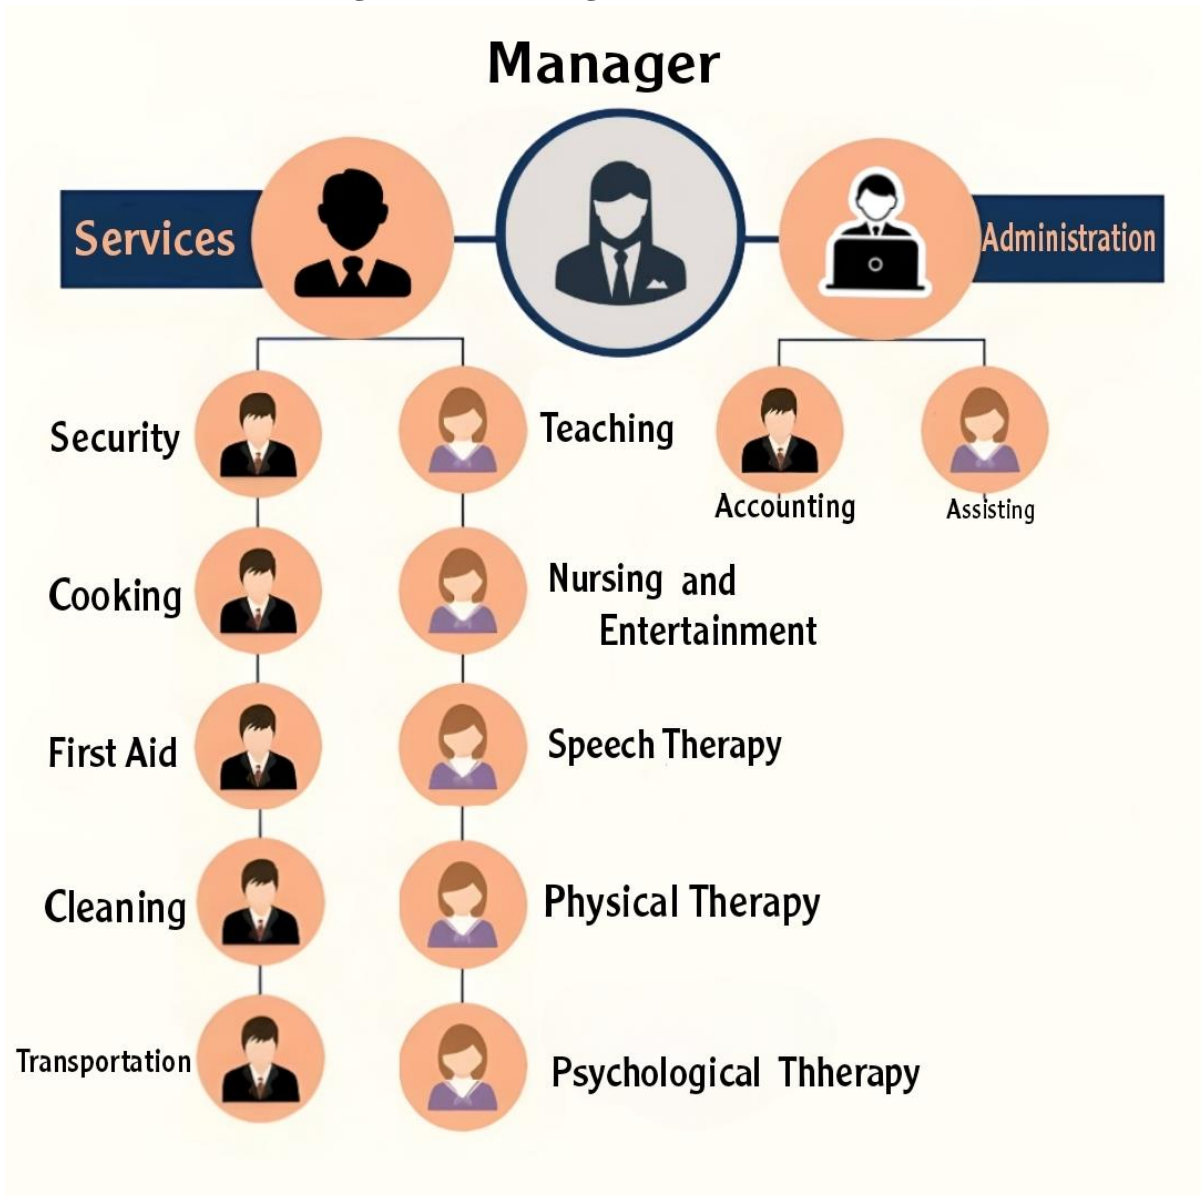 Manager
Services
Administration
Security
Teaching
Accounting
Assisting
Cooking
Nursing and
Entertainment
First Aid
Speech Therapy
Cleaning
Physical Therapy
Transportation
Psychological Thherapy